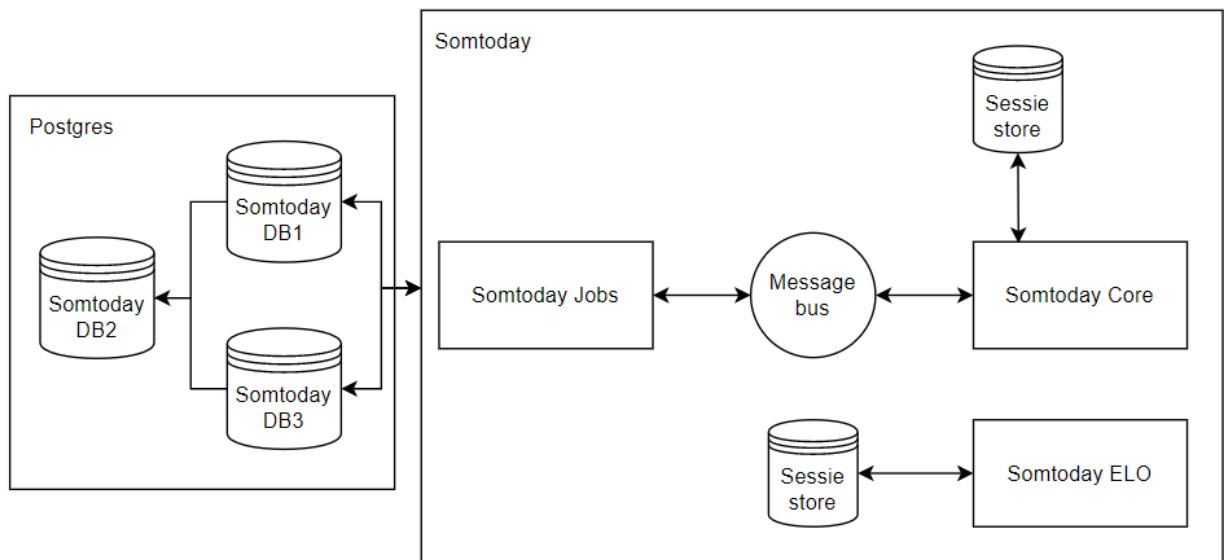 Somtoday
Sessie
store
Postgres
Somtoday
DB1
Somtoday
DB2
Somtoday
DB3
Somtoday Jobs
Message
bus
Somtoday Core
Sessie
store
Somtoday ELO